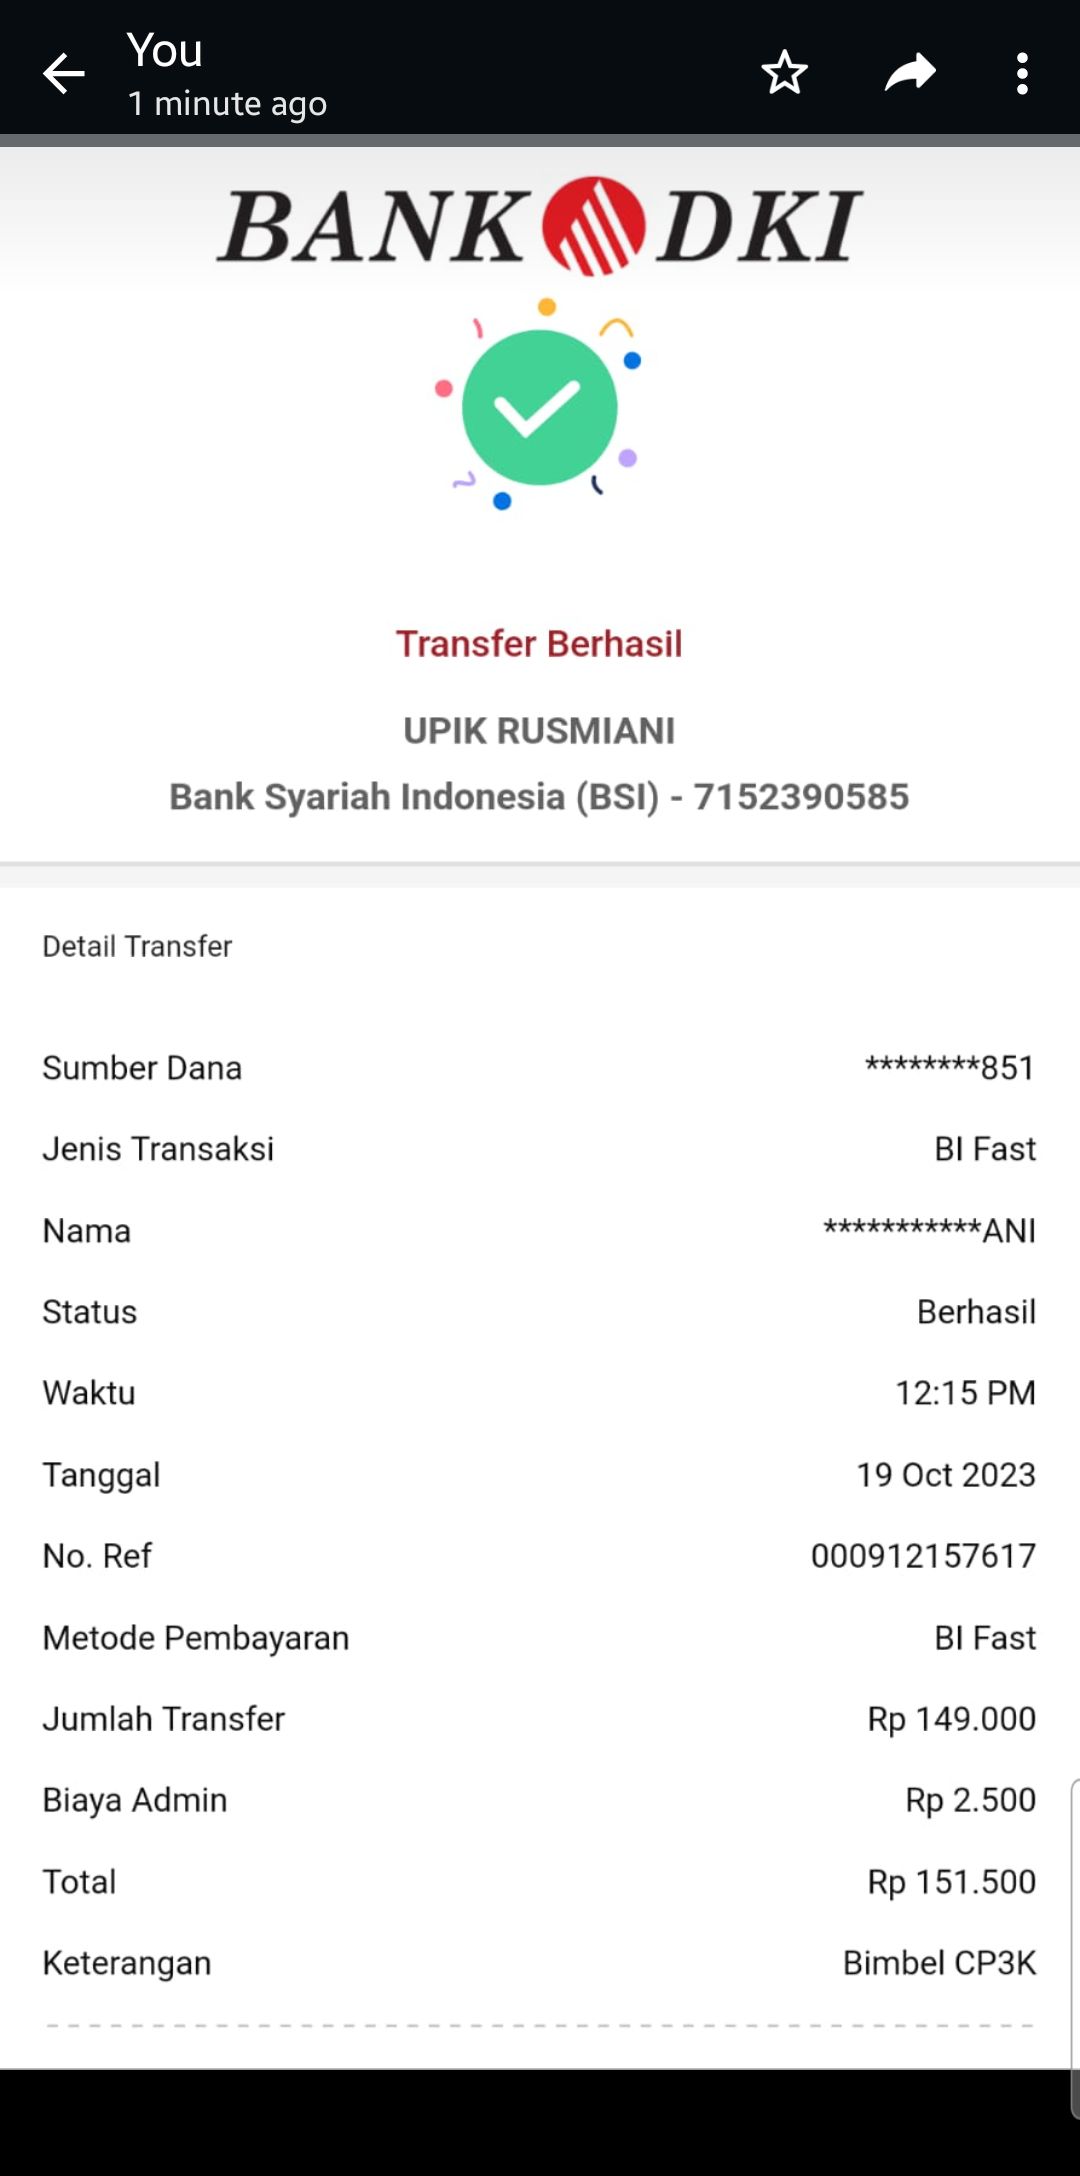 You
1 minute ago
BANK DKI
Transfer Berhasil
UPIK RUSMIANI
Bank Syariah Indonesia (BSI) - 7152390585
Detail Transfer
Sumber Dana ********851
Jenis Transaksi BI Fast
Nama ***********ANI
Status Berhasil
Waktu 12:15 PM
Tanggal 19 Oct 2023
No. Ref 000912157617
Metode Pembayaran BI Fast
Jumlah Transfer Rp 149.000
Biaya Admin Rp 2.500
Total Rp 151.500
Keterangan Bimbel CP3K